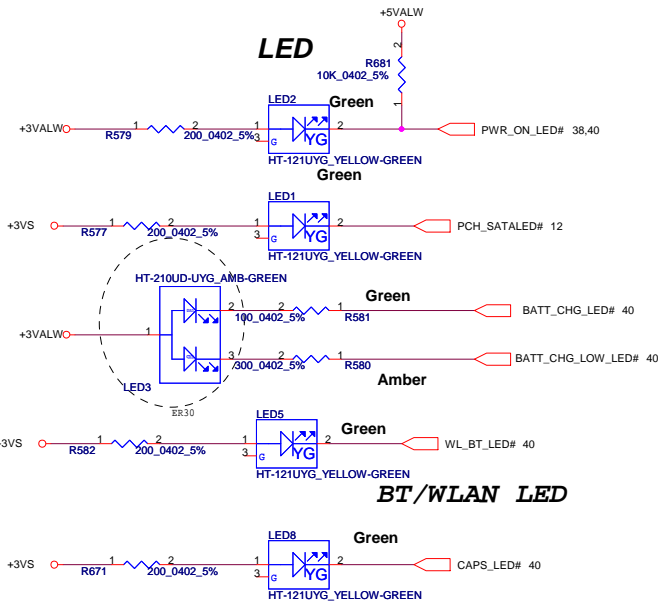 +5VALW
LED
2
R681
10K_0402_5%
1
LED2
Green
+3VALW
1
2
1
2
PWR_ON_LED# 38,40
R579
200_0402_5%
3
G
YG
HT-121UYG_YELLOW-GREEN
Green
LED1
+3VS
1
2
1
2
PCH_SATALED# 12
R577
200_0402_5%
3
G
YG
HT-121UYG_YELLOW-GREEN
HT-210UD-UYG_AMB-GREEN
Green
2
2
1
BATT_CHG_LED# 40
100_0402_5%
R581
+3VALW
1
3
2
1
BATT_CHG_LOW_LED# 40
300_0402_5%
R580
LED3
Amber
ER30
LED5
Green
+3VS
1
2
1
2
WL_BT_LED# 40
R582
200_0402_5%
3
G
YG
HT-121UYG_YELLOW-GREEN
BT/WLAN LED
LED8
Green
+3VS
1
2
1
2
CAPS_LED# 40
R671
200_0402_5%
3
G
YG
HT-121UYG_YELLOW-GREEN